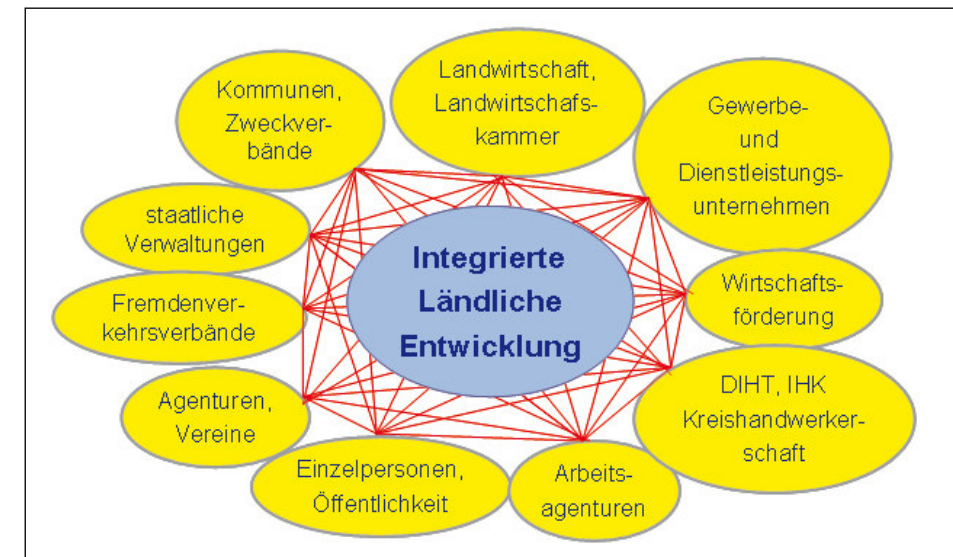 Kommunen,
Zweckver-
bände
Landwirtschaft,
Landwirtschafs-
kammer
Gewerbe-
und
Dienstleistungs-
unternehmen
staatliche
Verwaltungen
Integrierte
Ländliche
Entwicklung
Wirtschafts-
förderung
Fremdenver-
kehrsverbände
Agenturen,
Vereine
DIHT, IHK
Kreishandwerker-
schaft
Einzelpersonen,
Öffentlichkeit
Arbeits-
agenturen